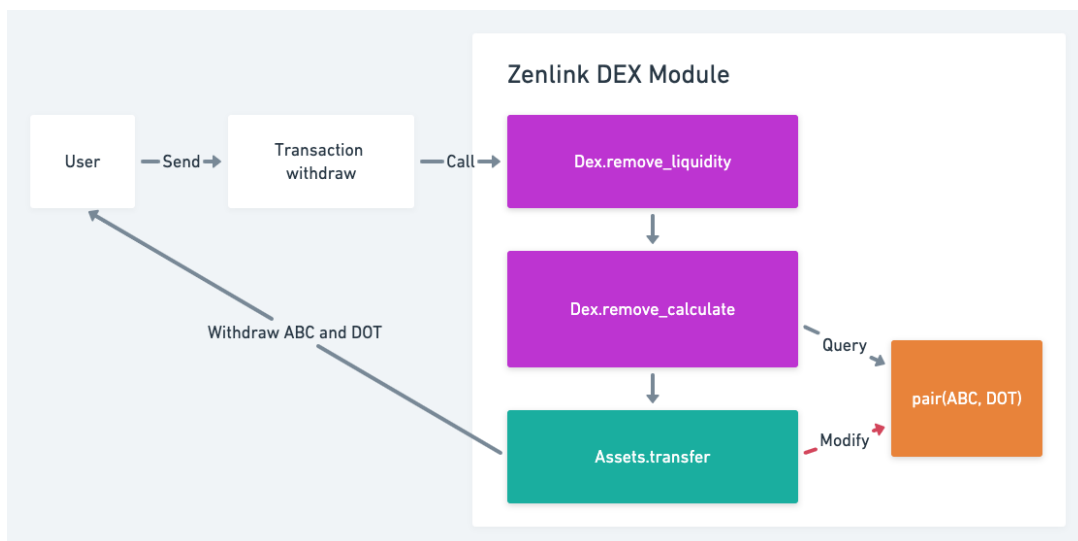 Zenlink DEX Module
User
Send
Transaction
withdraw
Call
Dex.remove_liquidity
Dex.remove_calculate
Query
Withdraw ABC and DOT
pair(ABC, DOT)
Modify
Assets.transfer